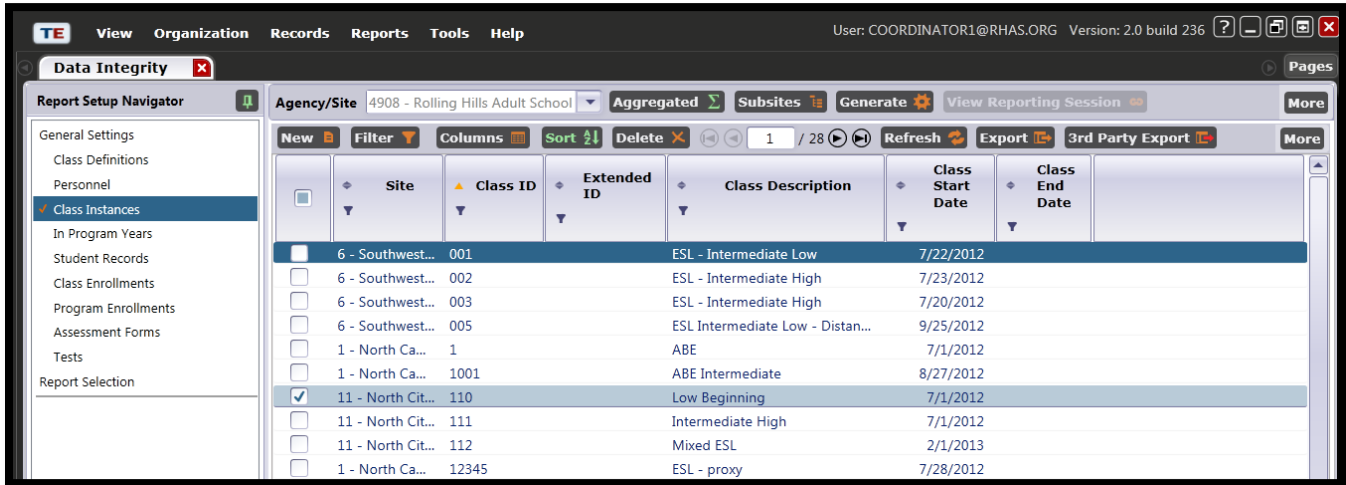 TE View Organization Records Reports Tools Help User: COORDINATOR1@RHAS.ORG Version: 2.0 build 236 ?
Data Integrity Pages
Report Setup Navigator Agency/Site 4908 - Rolling Hills Adult School Aggregated Σ Subsites Generate View Reporting Session More
General Settings New Filter Columns Sort Delete 1 / 28 Refresh Export 3rd Party Export More
Class Definitions
Personnel
Class Instances
In Program Years
Student Records
Class Enrollments
Program Enrollments
Assessment Forms
Tests
Report Selection
Site Class ID Extended ID Class Description Class Start Date Class End Date
6 - Southwest... 001 ESL - Intermediate Low 7/22/2012
6 - Southwest... 002 ESL - Intermediate High 7/23/2012
6 - Southwest... 003 ESL - Intermediate High 7/20/2012
6 - Southwest... 005 ESL Intermediate Low - Distan... 9/25/2012
1 - North Ca... 1 ABE 7/1/2012
1 - North Ca... 1001 ABE Intermediate 8/27/2012
11 - North Cit... 110 Low Beginning 7/1/2012
11 - North Cit... 111 Intermediate High 7/1/2012
11 - North Cit... 112 Mixed ESL 2/1/2013
1 - North Ca... 12345 ESL - proxy 7/28/2012